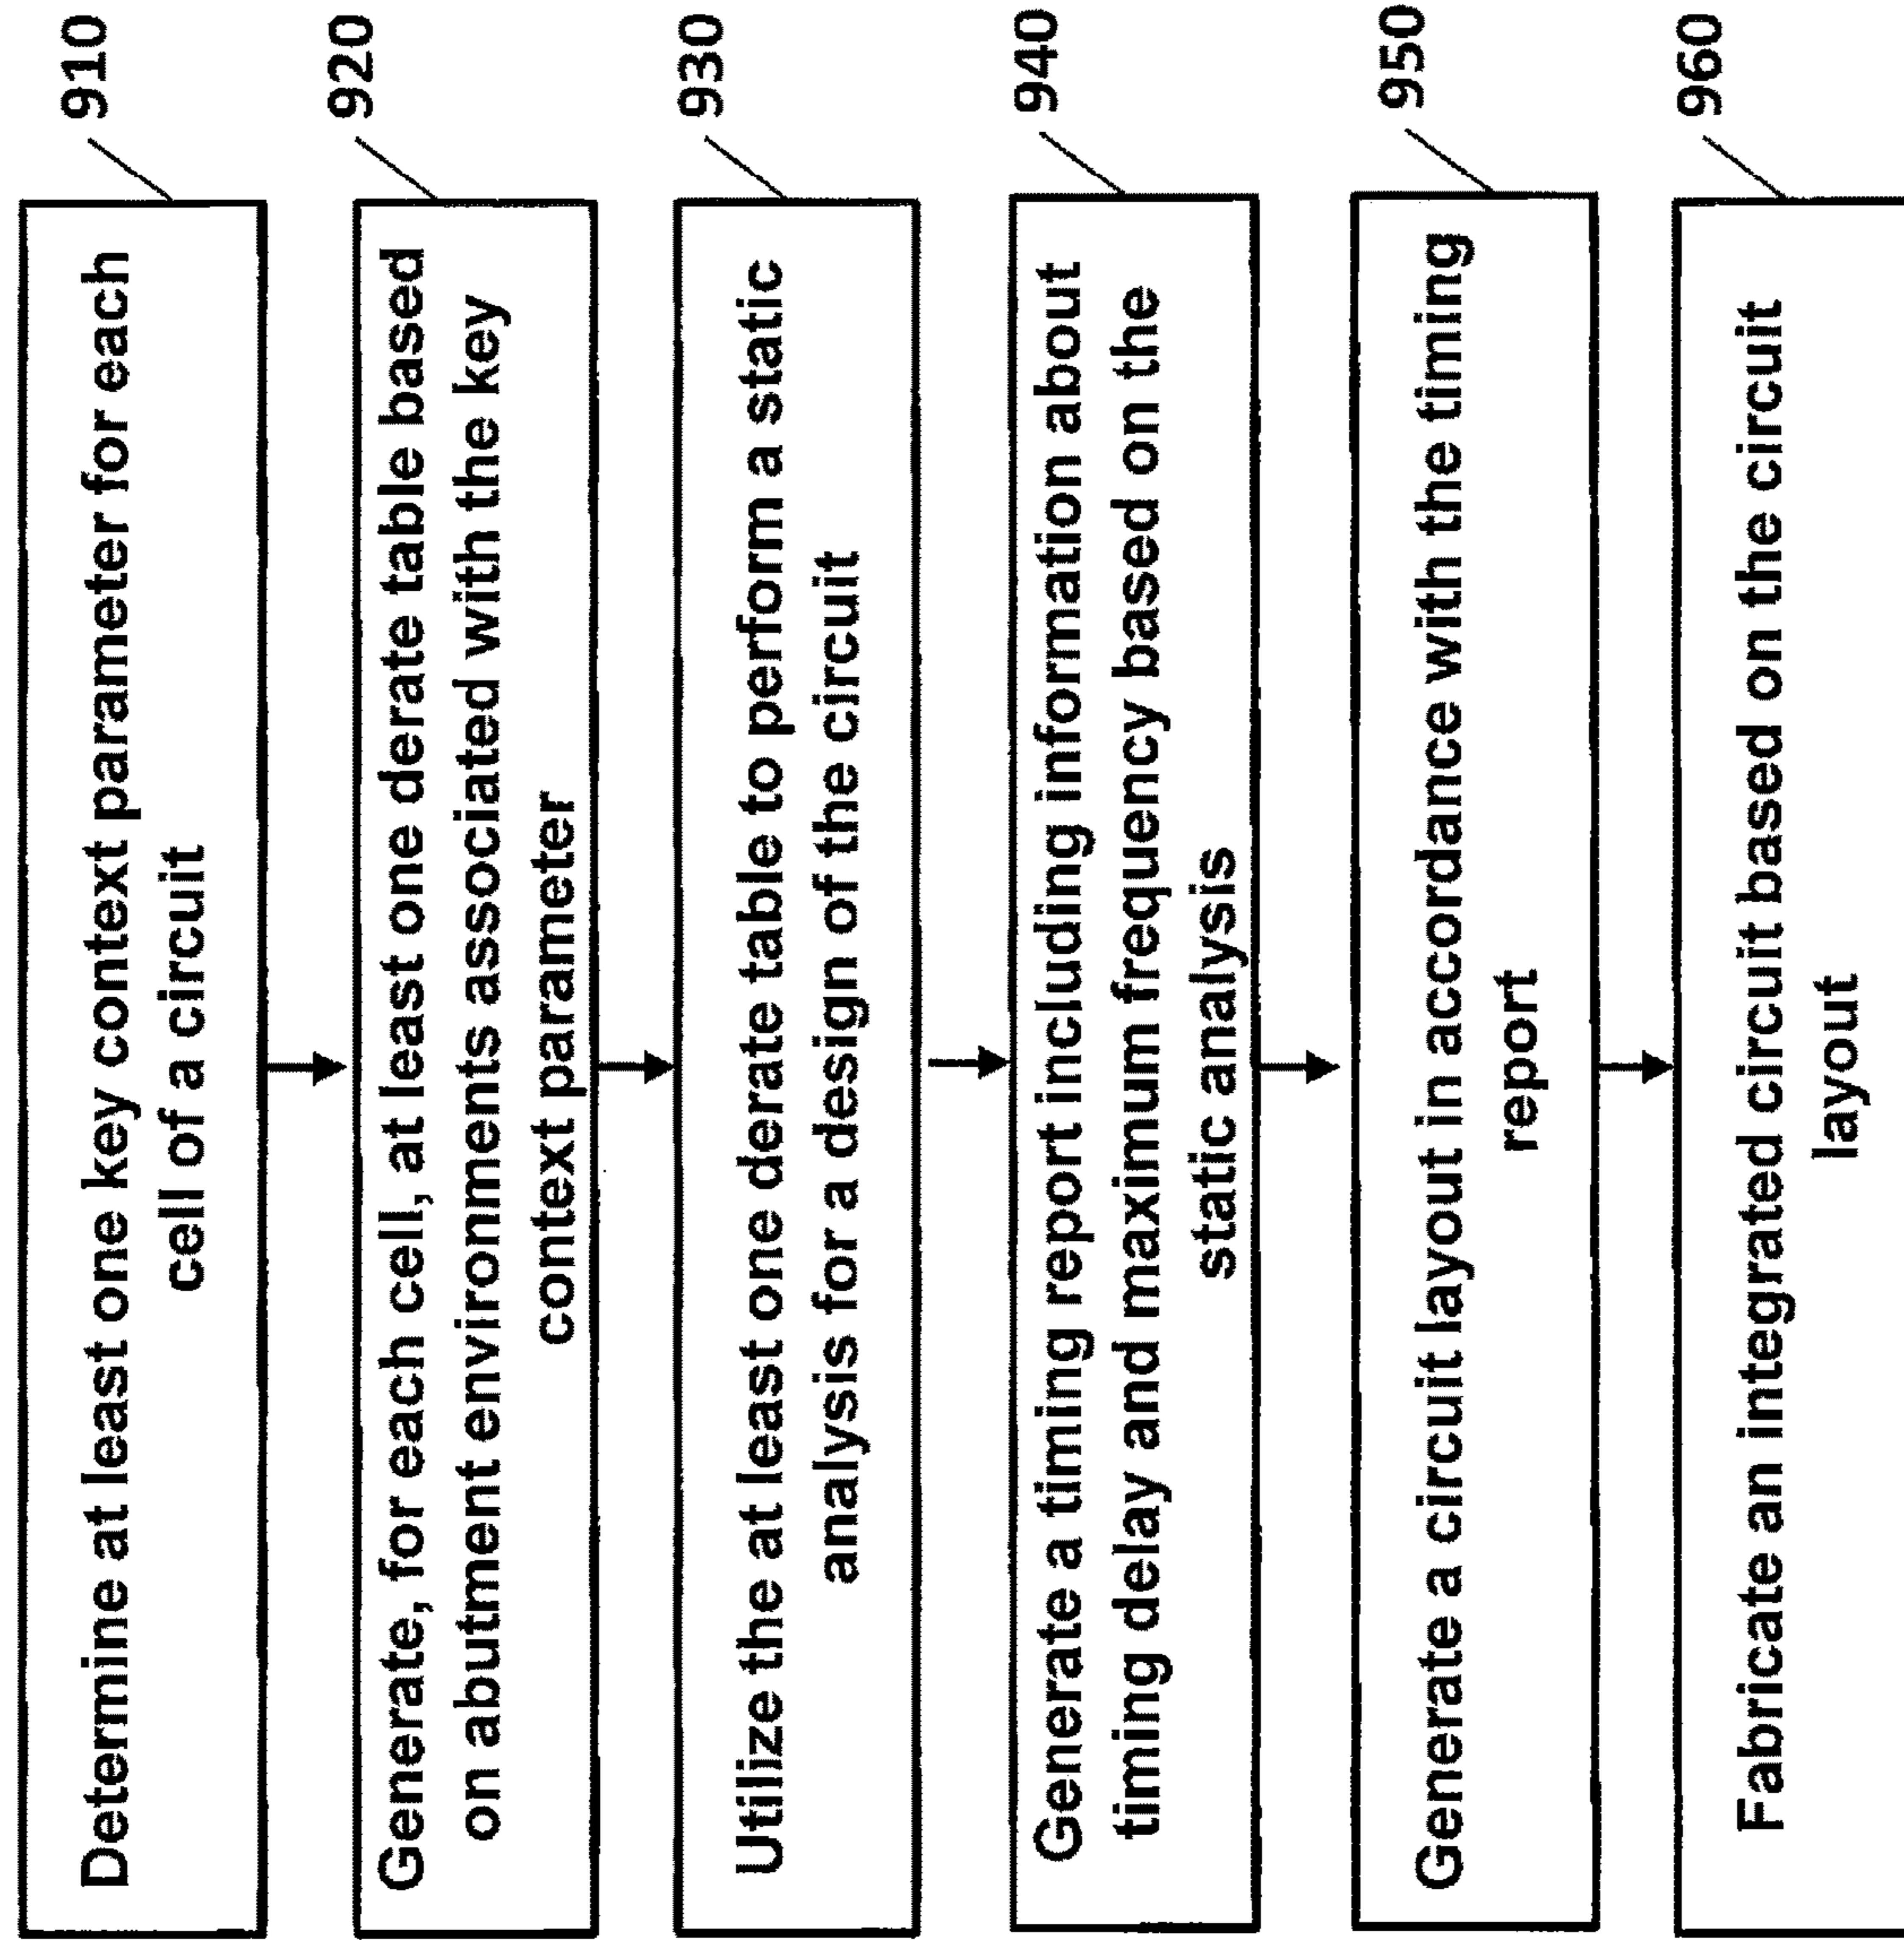 910
Determine at least one key context parameter for each
cell of a circuit
920
Generate, for each cell, at least one derate table based
on abutment environments associated with the key
context parameter
930
Utilize the at least one derate table to perform a static
analysis for a design of the circuit
940
Generate a timing report including information about
timing delay and maximum frequency based on the
static analysis
950
Generate a circuit layout in accordance with the timing
report
960
Fabricate an integrated circuit based on the circuit
layout